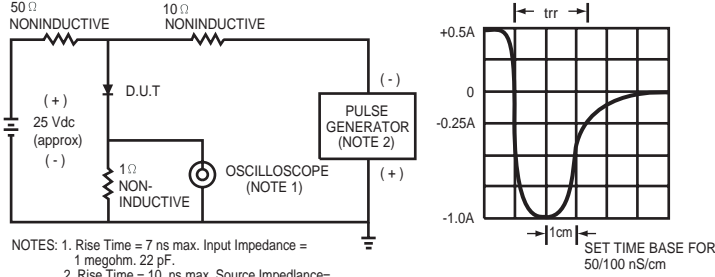 50 Ω
NONINDUCTIVE
10 Ω
NONINDUCTIVE
( + )
25 Vdc
(approx)
( - )
D.U.T
1 Ω
NON-
INDUCTIVE
OSCILLOSCOPE
(NOTE 1)
( - )
PULSE
GENERATOR
(NOTE 2)
( + )
NOTES: 1. Rise Time = 7 ns max. Input Impedance =
1 megohm. 22 pF.
2. Rise Time = 10 ns max. Source Impedlance=
trr
+0.5A
0
-0.25A
-1.0A
1cm
SET TIME BASE FOR
50/100 nS/cm